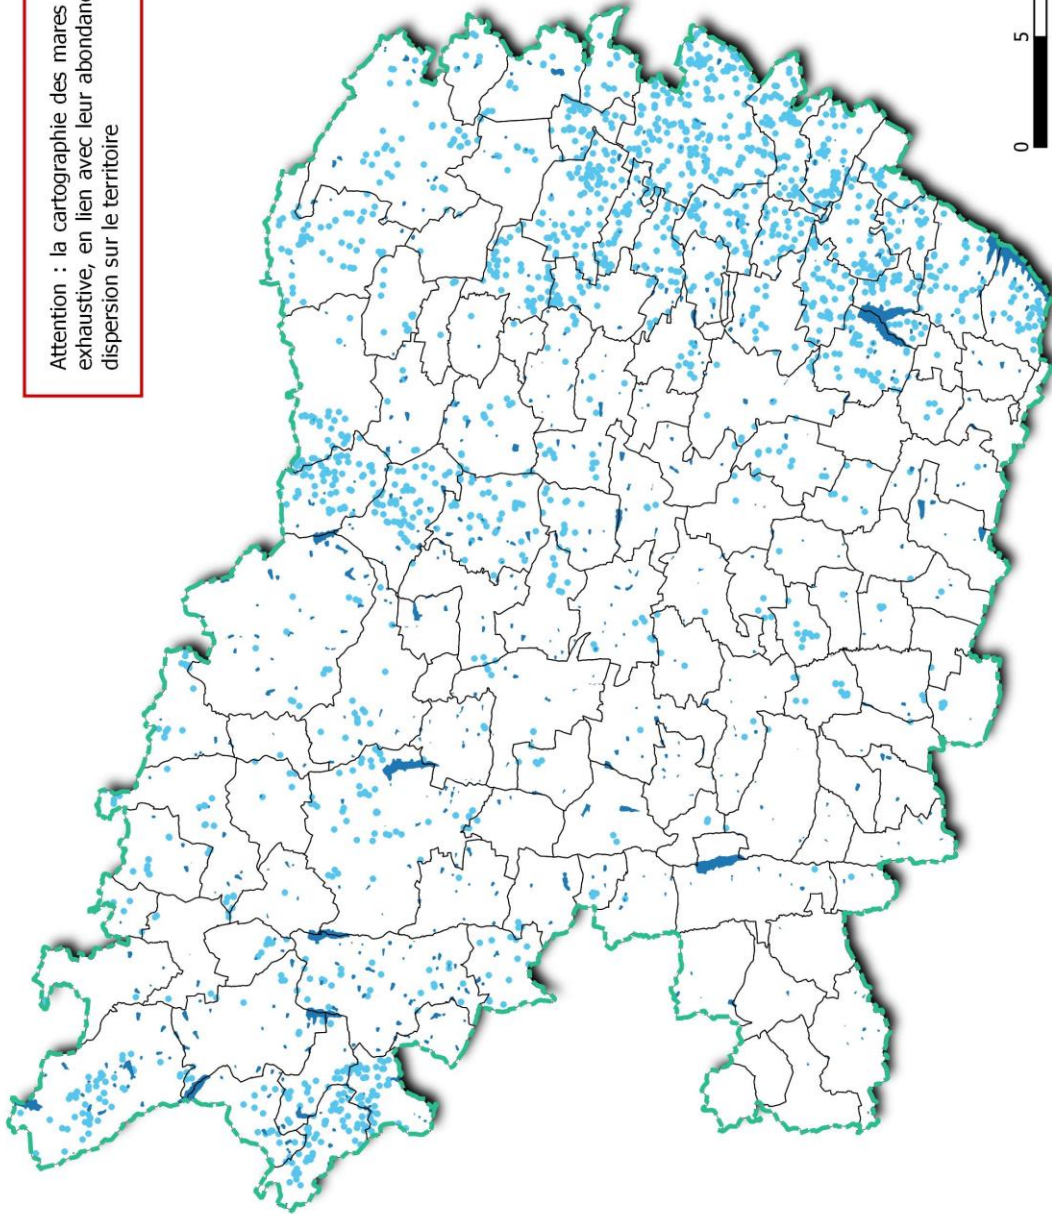 Attention : la cartographie des mares
exhaustive, en lien avec leur abondanc
dispersion sur le territoire
0 5